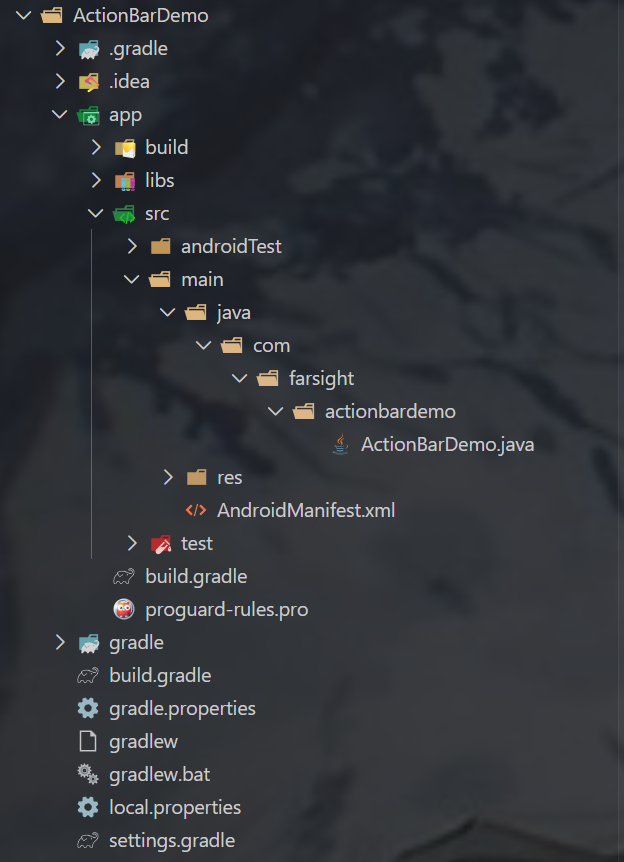 ActionBarDemo
.gradle
.idea
app
build
libs
src
androidTest
main
java
com
farsight
actionbardemo
ActionBarDemo.java
res
AndroidManifest.xml
test
build.gradle
proguard-rules.pro
gradle
build.gradle
gradle.properties
gradlew
gradlew.bat
local.properties
settings.gradle